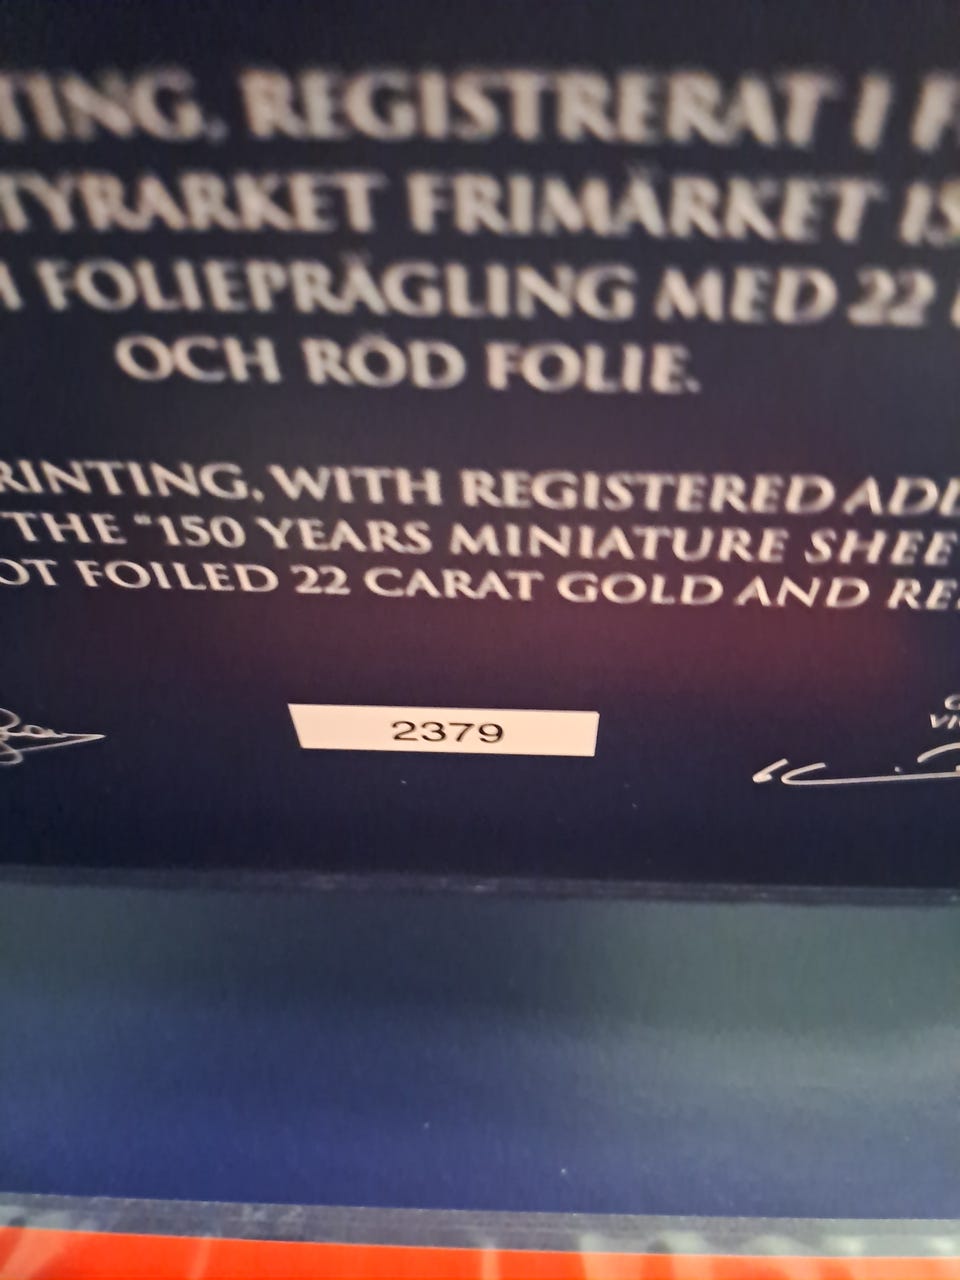 TING, REGISTRERAT I F
TYRARKET FRIMÄRKET IS
FOLIEPRÄGLING MED 22
OCH RÖD FOLIE.
RINTING, WITH REGISTERED ADD
THE "150 YEARS MINIATURE SHEE
OT FOILED 22 CARAT GOLD AND RE
2379